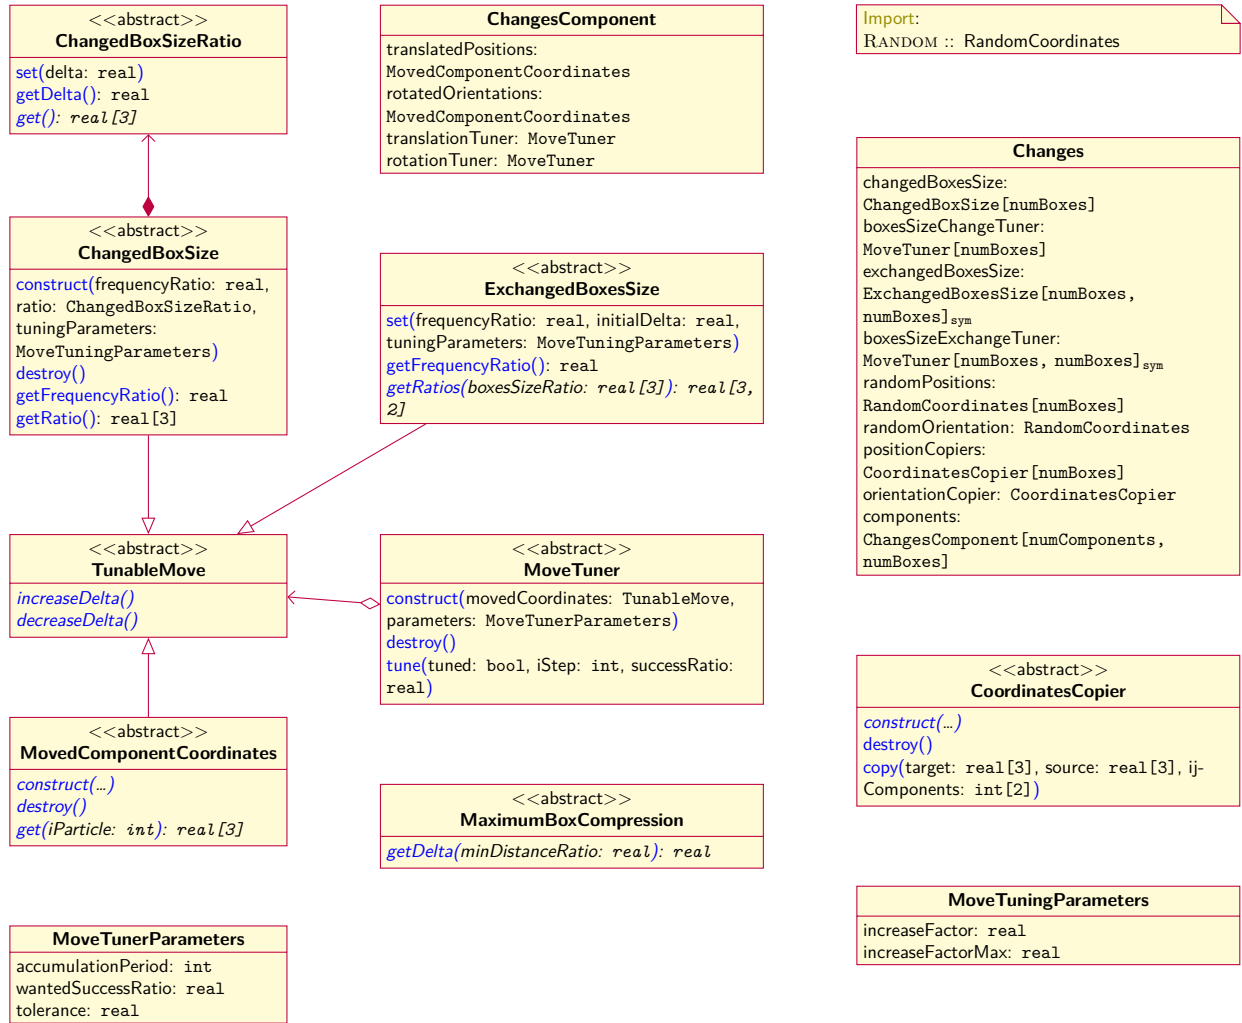 <<abstract>>
ChangedBoxSizeRatio
set(delta: real)
getDelta(): real
get(): real[3]
<<abstract>>
ChangedBoxSize
construct(frequencyRatio: real,
ratio: ChangedBoxSizeRatio,
tuningParameters:
MoveTuningParameters)
destroy()
getFrequencyRatio(): real
getRatio(): real[3]
<<abstract>>
TunableMove
increaseDelta()
decreaseDelta()
<<abstract>>
MovedComponentCoordinates
construct(…)
destroy()
get(iParticle: int): real[3]
MoveTunerParameters
accumulationPeriod: int
wantedSuccessRatio: real
tolerance: real
ChangesComponent
translatedPositions:
MovedComponentCoordinates
rotatedOrientations:
MovedComponentCoordinates
translationTuner: MoveTuner
rotationTuner: MoveTuner
<<abstract>>
ExchangedBoxesSize
set(frequencyRatio: real, initialDelta: real,
tuningParameters: MoveTuningParameters)
getFrequencyRatio(): real
getRatios(boxesSizeRatio: real[3]): real[3,
2]
<<abstract>>
MoveTuner
construct(movedCoordinates: TunableMove,
parameters: MoveTunerParameters)
destroy()
tune(tuned: bool, iStep: int, successRatio:
real)
<<abstract>>
MaximumBoxCompression
getDelta(minDistanceRatio: real): real
Import:
RANDOM :: RandomCoordinates
Changes
changedBoxesSize:
ChangedBoxSize[numBoxes]
boxesSizeChangeTuner:
MoveTuner[numBoxes]
exchangedBoxesSize:
ExchangedBoxesSize[numBoxes,
numBoxes]sym
boxesSizeExchangeTuner:
MoveTuner[numBoxes, numBoxes]sym
randomPositions:
RandomCoordinates[numBoxes]
randomOrientation: RandomCoordinates
positionCopiers:
CoordinatesCopier[numBoxes]
orientationCopier: CoordinatesCopier
components:
ChangesComponent[numComponents,
numBoxes]
<<abstract>>
CoordinatesCopier
construct(…)
destroy()
copy(target: real[3], source: real[3], ij-
Components: int[2])
MoveTuningParameters
increaseFactor: real
increaseFactorMax: real